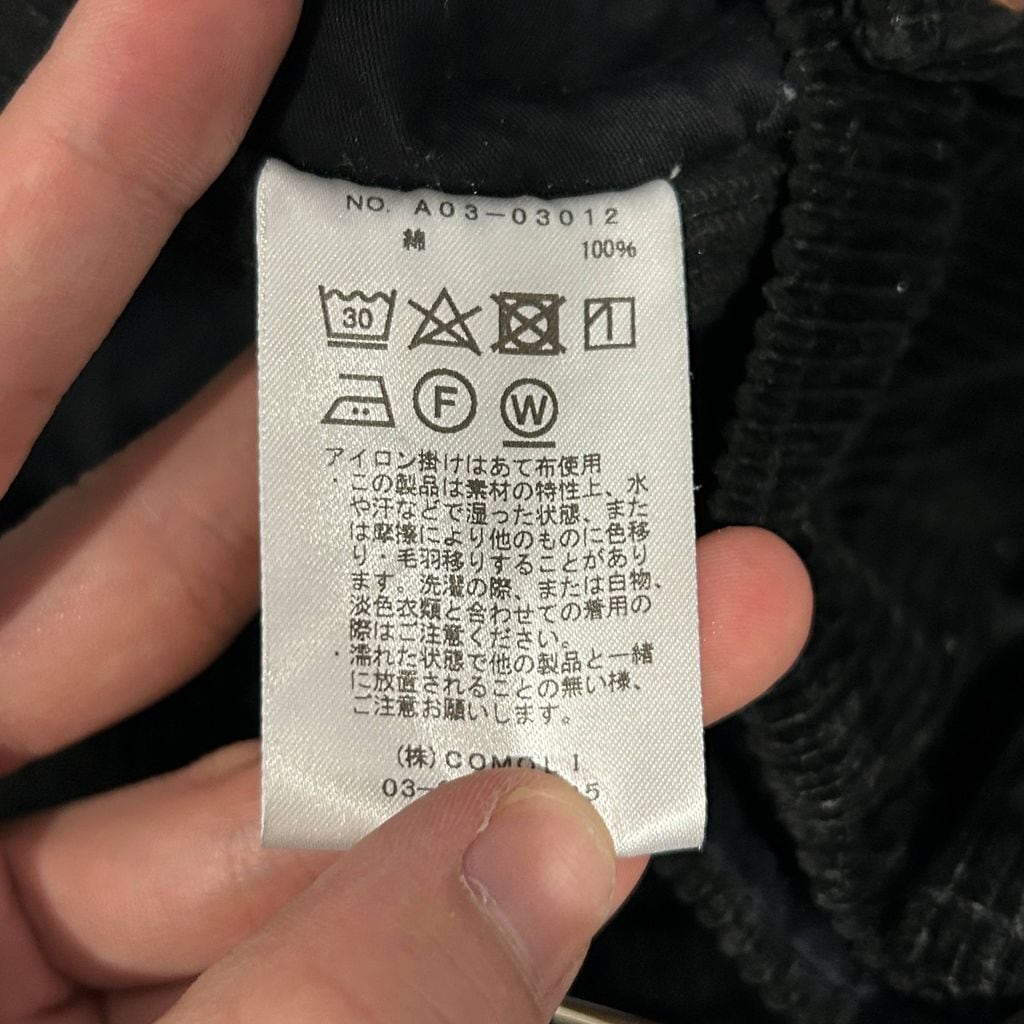 NO. A03-03012
綿 100%
30
F W
アイロン掛けはあて布使用
・この製品は素材の特性上、水
や汗などで湿った状態、また
は摩擦により他のものに色移
り・毛羽移りすることがあり
ます。洗濯の際、または白物、
淡色衣類と合わせての着用の
際はご注意ください。
・濡れた状態で他の製品と一緒
に放置されることの無い様、
ご注意お願いします。
(株)COMOLI
03-